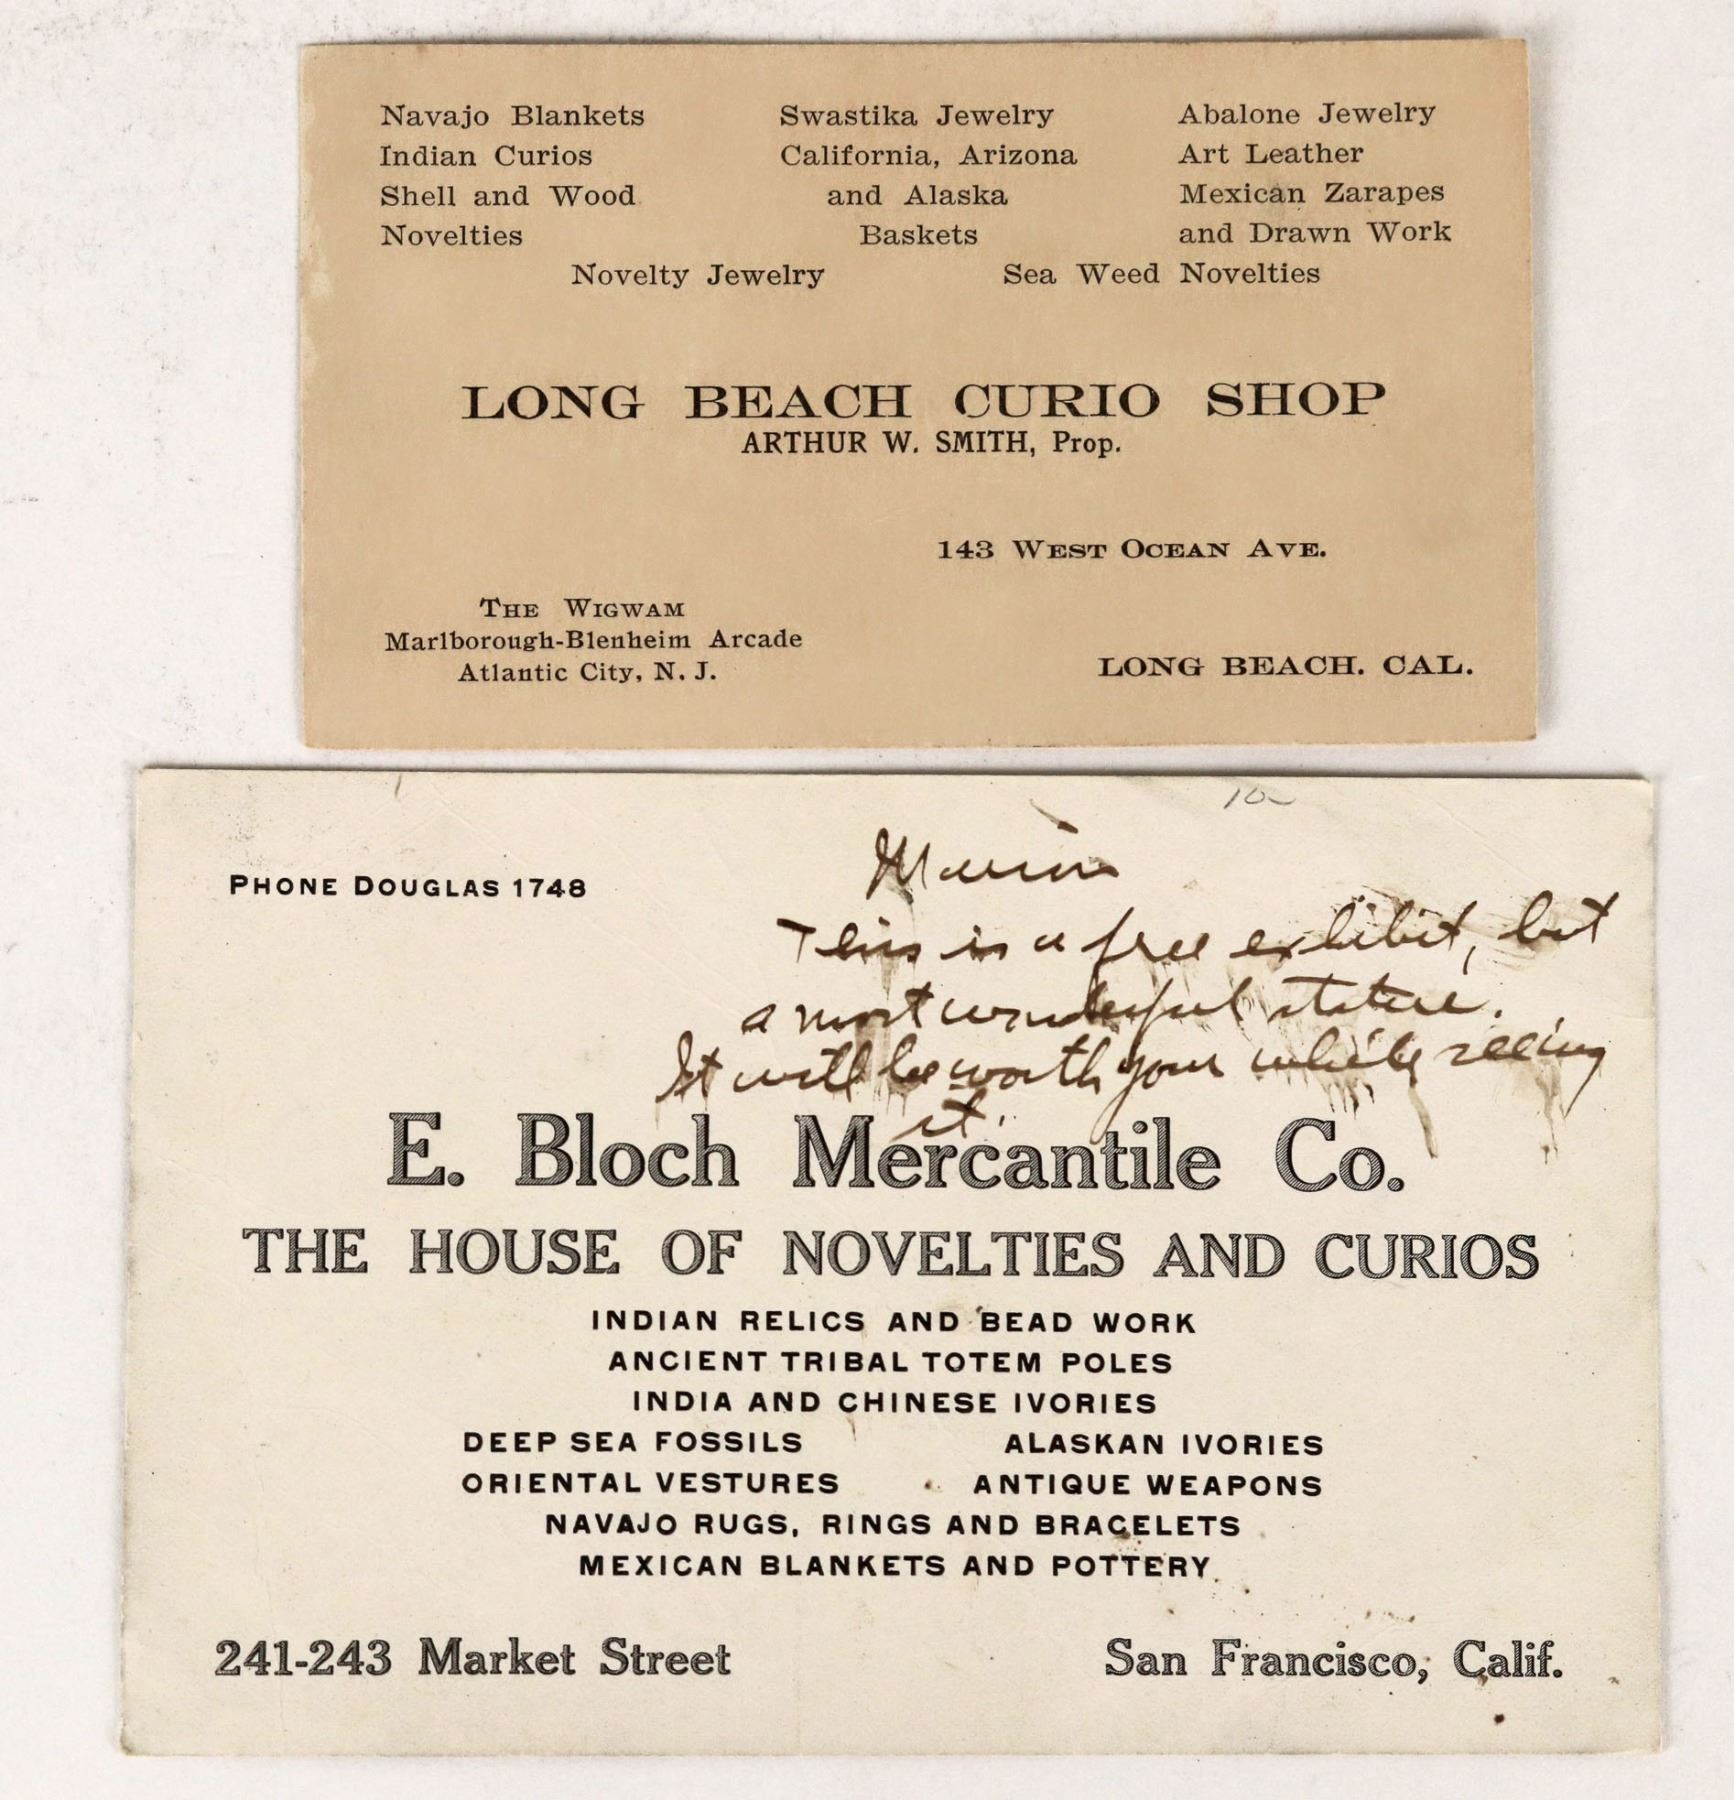 Navajo Blankets Swastika Jewelry Abalone Jewelry
Indian Curios California, Arizona Art Leather
Shell and Wood and Alaska Mexican Zarapes
Novelties Baskets and Drawn Work
Novelty Jewelry Sea Weed Novelties
LONG BEACH CURIO SHOP
ARTHUR W. SMITH, Prop.
143 WEST OCEAN AVE.
THE WIGWAM
Marlborough-Blenheim Arcade
Atlantic City, N. J.
LONG BEACH. CAL.
10
PHONE DOUGLAS 1748
This is a free exhibit, but
a most wonderful
It will be worth your while seeing
it.
E. Bloch Mercantile Co.
THE HOUSE OF NOVELTIES AND CURIOS
INDIAN RELICS AND BEAD WORK
ANCIENT TRIBAL TOTEM POLES
INDIA AND CHINESE IVORIES
DEEP SEA FOSSILS ALASKAN IVORIES
ORIENTAL VESTURES ANTIQUE WEAPONS
NAVAJO RUGS, RINGS AND BRACELETS
MEXICAN BLANKETS AND POTTERY
241-243 Market Street San Francisco, Calif.